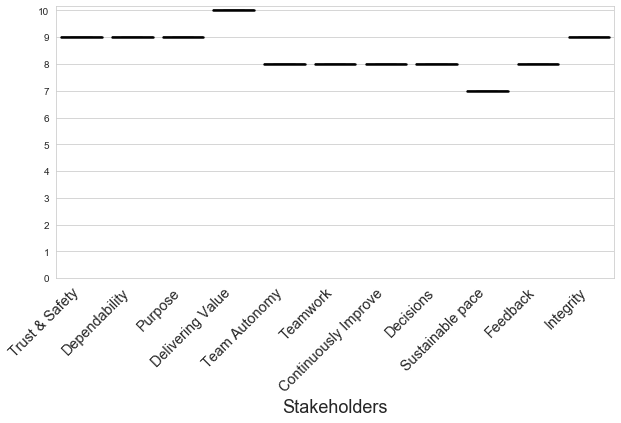 10
9
8
7
6
5
4
3
2
1
0
Trust & Safety
Dependability
Purpose
Delivering Value
Team Autonomy
Teamwork
Continuously Improve
Decisions
Sustainable pace
Feedback
Integrity
Stakeholders